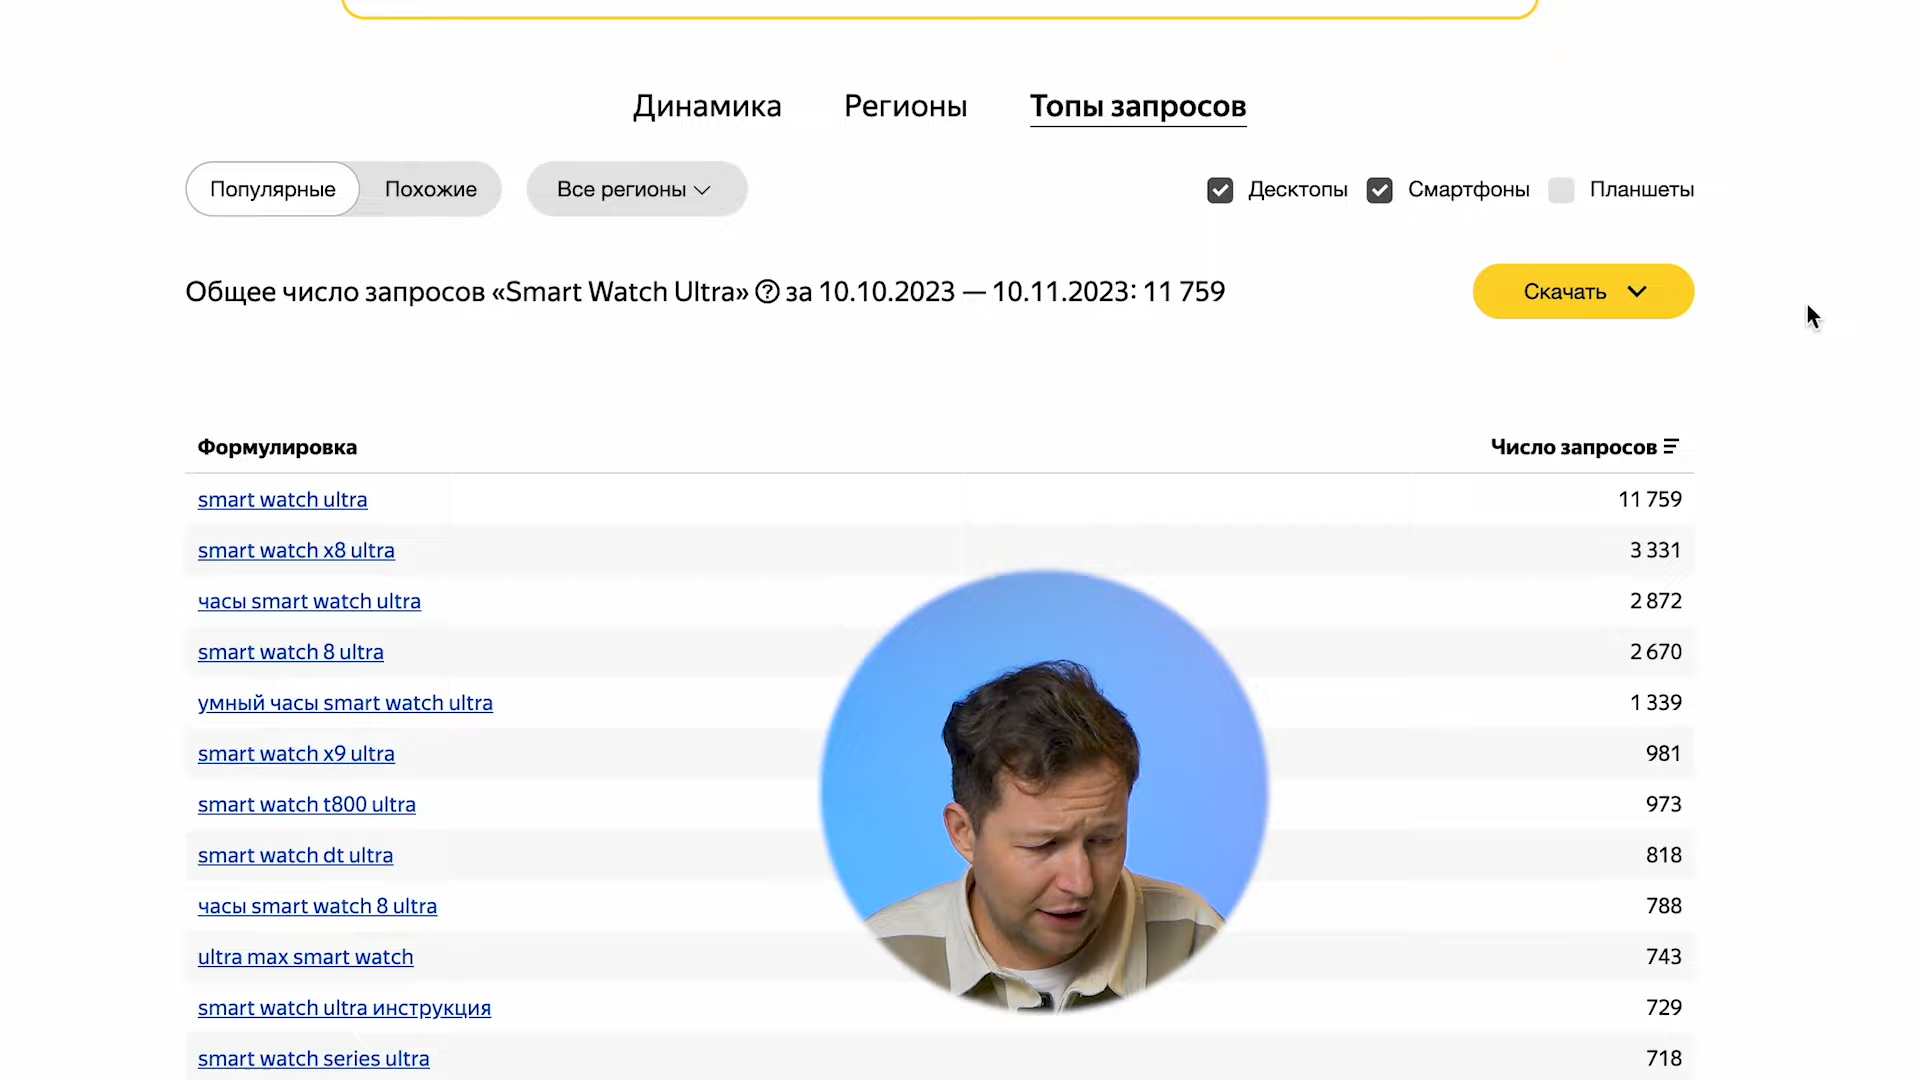 Динамика Регионы Топы запросов
Популярные Похожие Все регионы Десктопы Смартфоны Планшеты
Общее число запросов «Smart Watch Ultra» ? за 10.10.2023 — 10.11.2023: 11 759 Скачать
Формулировка Число запросов
smart watch ultra 11 759
smart watch x8 ultra 3 331
часы smart watch ultra 2 872
smart watch 8 ultra 2 670
умный часы smart watch ultra 1 339
smart watch x9 ultra 981
smart watch t800 ultra 973
smart watch dt ultra 818
часы smart watch 8 ultra 788
ultra max smart watch 743
smart watch ultra инструкция 729
smart watch series ultra 718